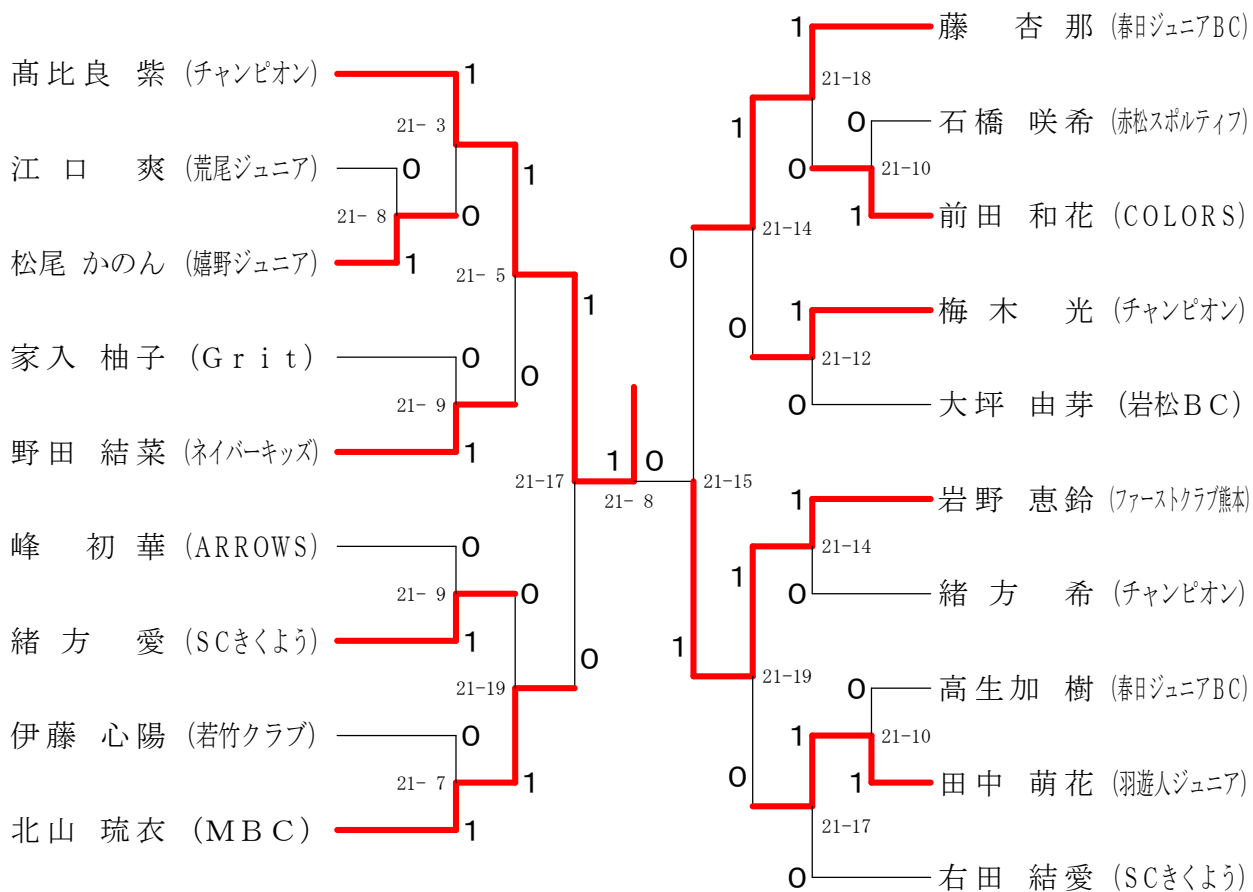 髙比良 紫 (チャンピオン)
1
21- 3
江口 爽 (荒尾ジュニア)
0
1
21- 8
0
松尾 かのん (嬉野ジュニア)
1
21- 5
1
家入 柚子 (Grit)
0
0
21- 9
野田 結菜 (ネイバーキッズ)
1
21-17
峰 初華 (ARROWS)
0
21- 9
0
緒方 愛 (SCきくよう)
1
0
21-19
伊藤 心陽 (若竹クラブ)
0
21- 7
1
北山 琉衣 (MBC)
1
1
0
21- 8
1
藤 杏那 (春日ジュニアBC)
21-18
1
0
石橋 咲希 (赤松スポルティフ)
0
21-10
1
前田 和花 (COLORS)
21-14
0
1
梅木 光 (チャンピオン)
0
21-12
0
大坪 由芽 (岩松BC)
21-15
1
岩野 恵鈴 (ファーストクラブ熊本)
21-14
1
0
緒方 希 (チャンピオン)
1
21-19
0
高生加 樹 (春日ジュニアBC)
1
21-10
0
1
田中 萌花 (羽遊人ジュニア)
21-17
0
右田 結愛 (SCきくよう)